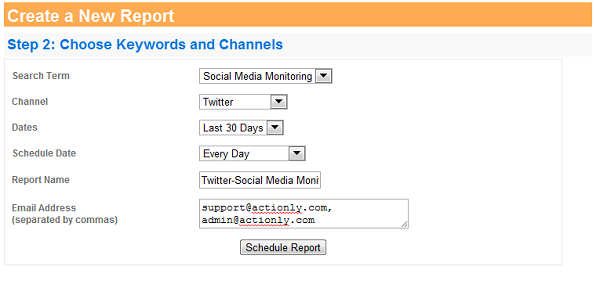 Create a New Report
Step 2: Choose Keywords and Channels
Search Term Social Media Monitoring
Channel Twitter
Dates Last 30 Days
Schedule Date Every Day
Report Name Twitter-Social Media Moni
Email Address support@actionly.com,
(separated by commas) admin@actionly.com
Schedule Report